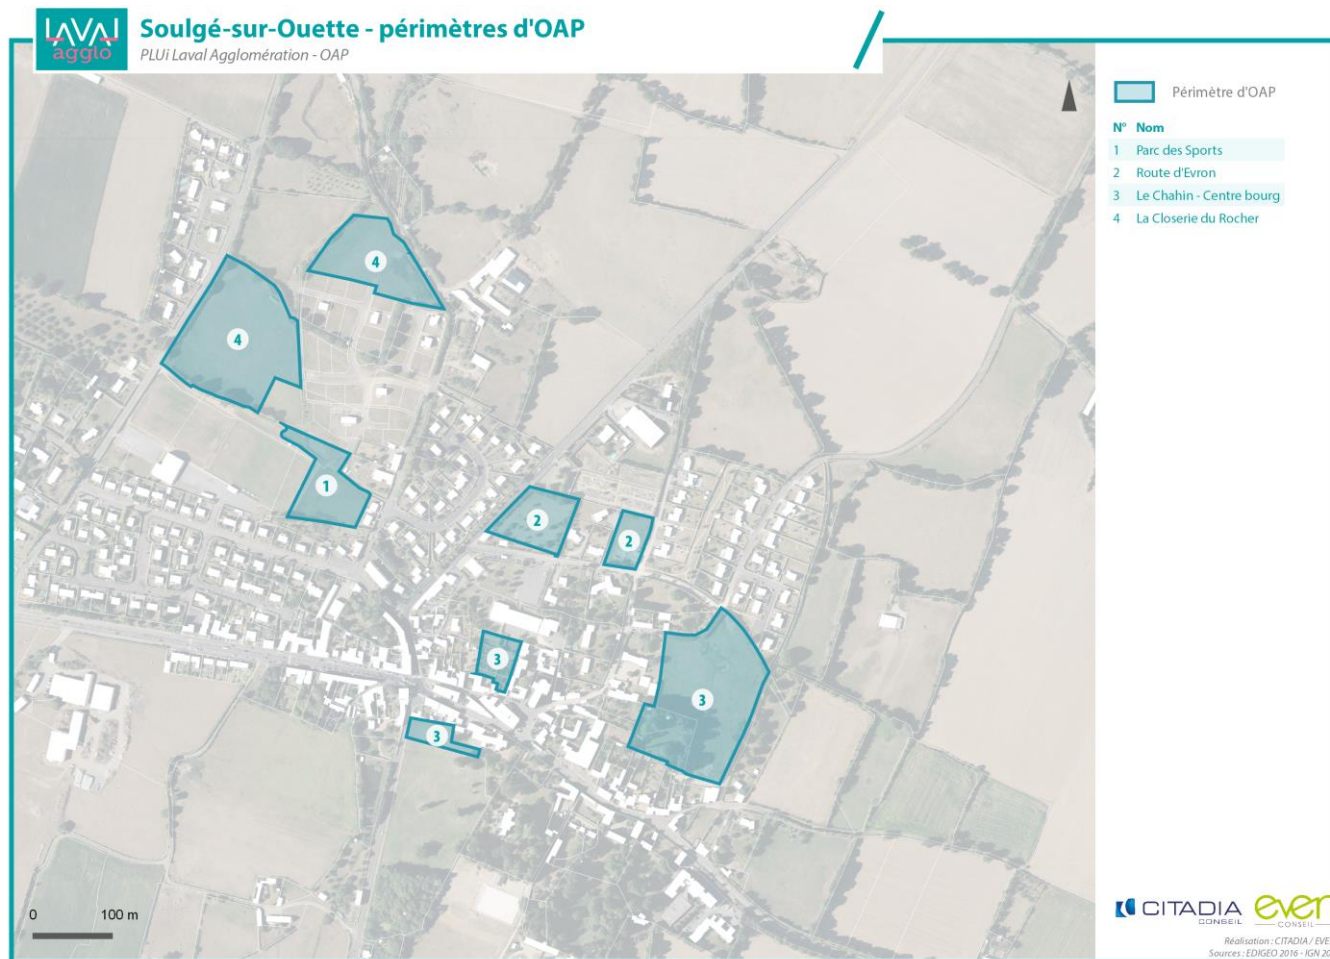 LAVAL
agglo
Soulgé-sur-Ouette - périmètres d'OAP
PLUi Laval Agglomération - OAP
Périmètre d'OAP
N° Nom
1 Parc des Sports
2 Route d'Evron
3 Le Chahin - Centre bourg
4 La Closerie du Rocher
4
4
1
2
2
3
3
3
0 100 m
CITADIA
CONSEIL
even
CONSEIL
Réalisation : CITADIA / EVE
Sources : EDIGEO 2016 - IGN 20